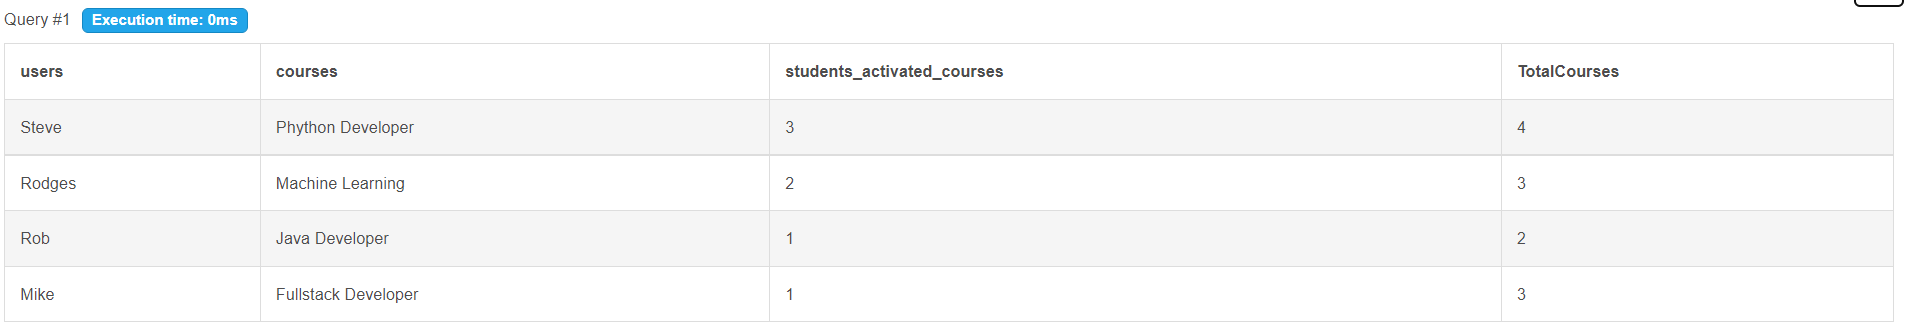 Query #1 Execution time: 0ms
users courses students_activated_courses TotalCourses
Steve Phython Developer 3 4
Rodges Machine Learning 2 3
Rob Java Developer 1 2
Mike Fullstack Developer 1 3